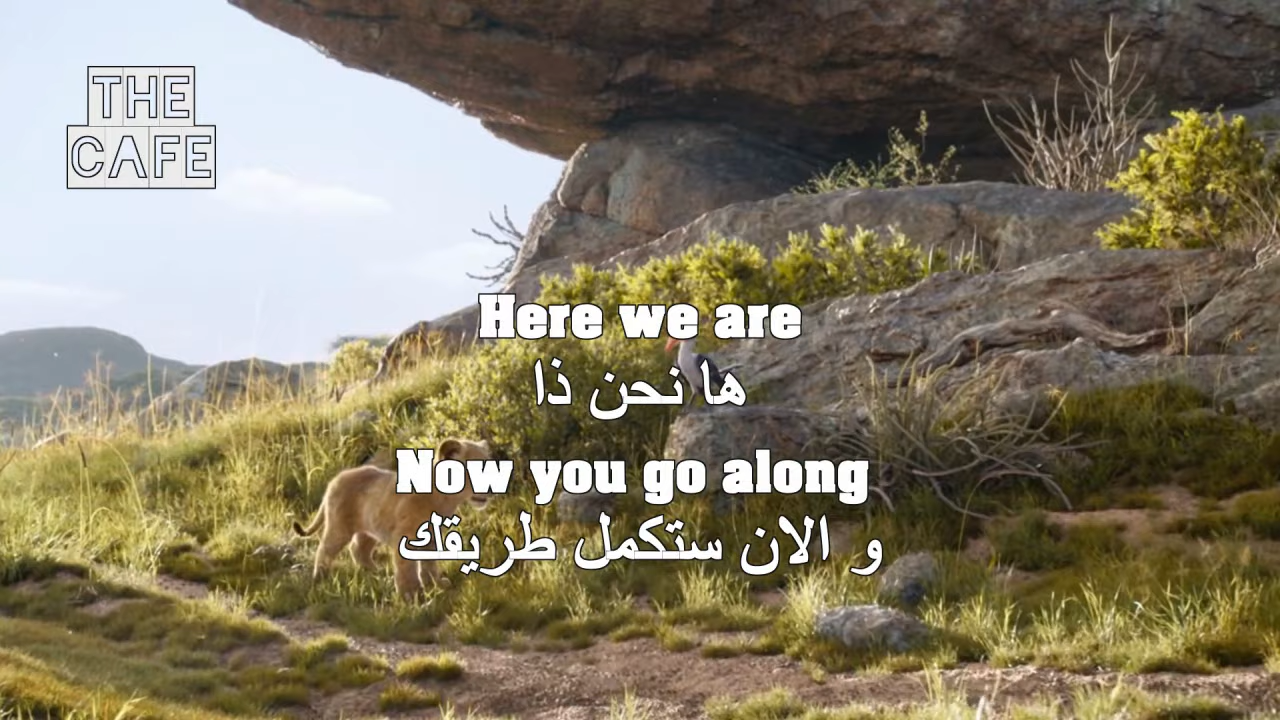 THE
CAFE
Here we are
ها نحن ذا
Now you go along
و الان ستكمل طريقك